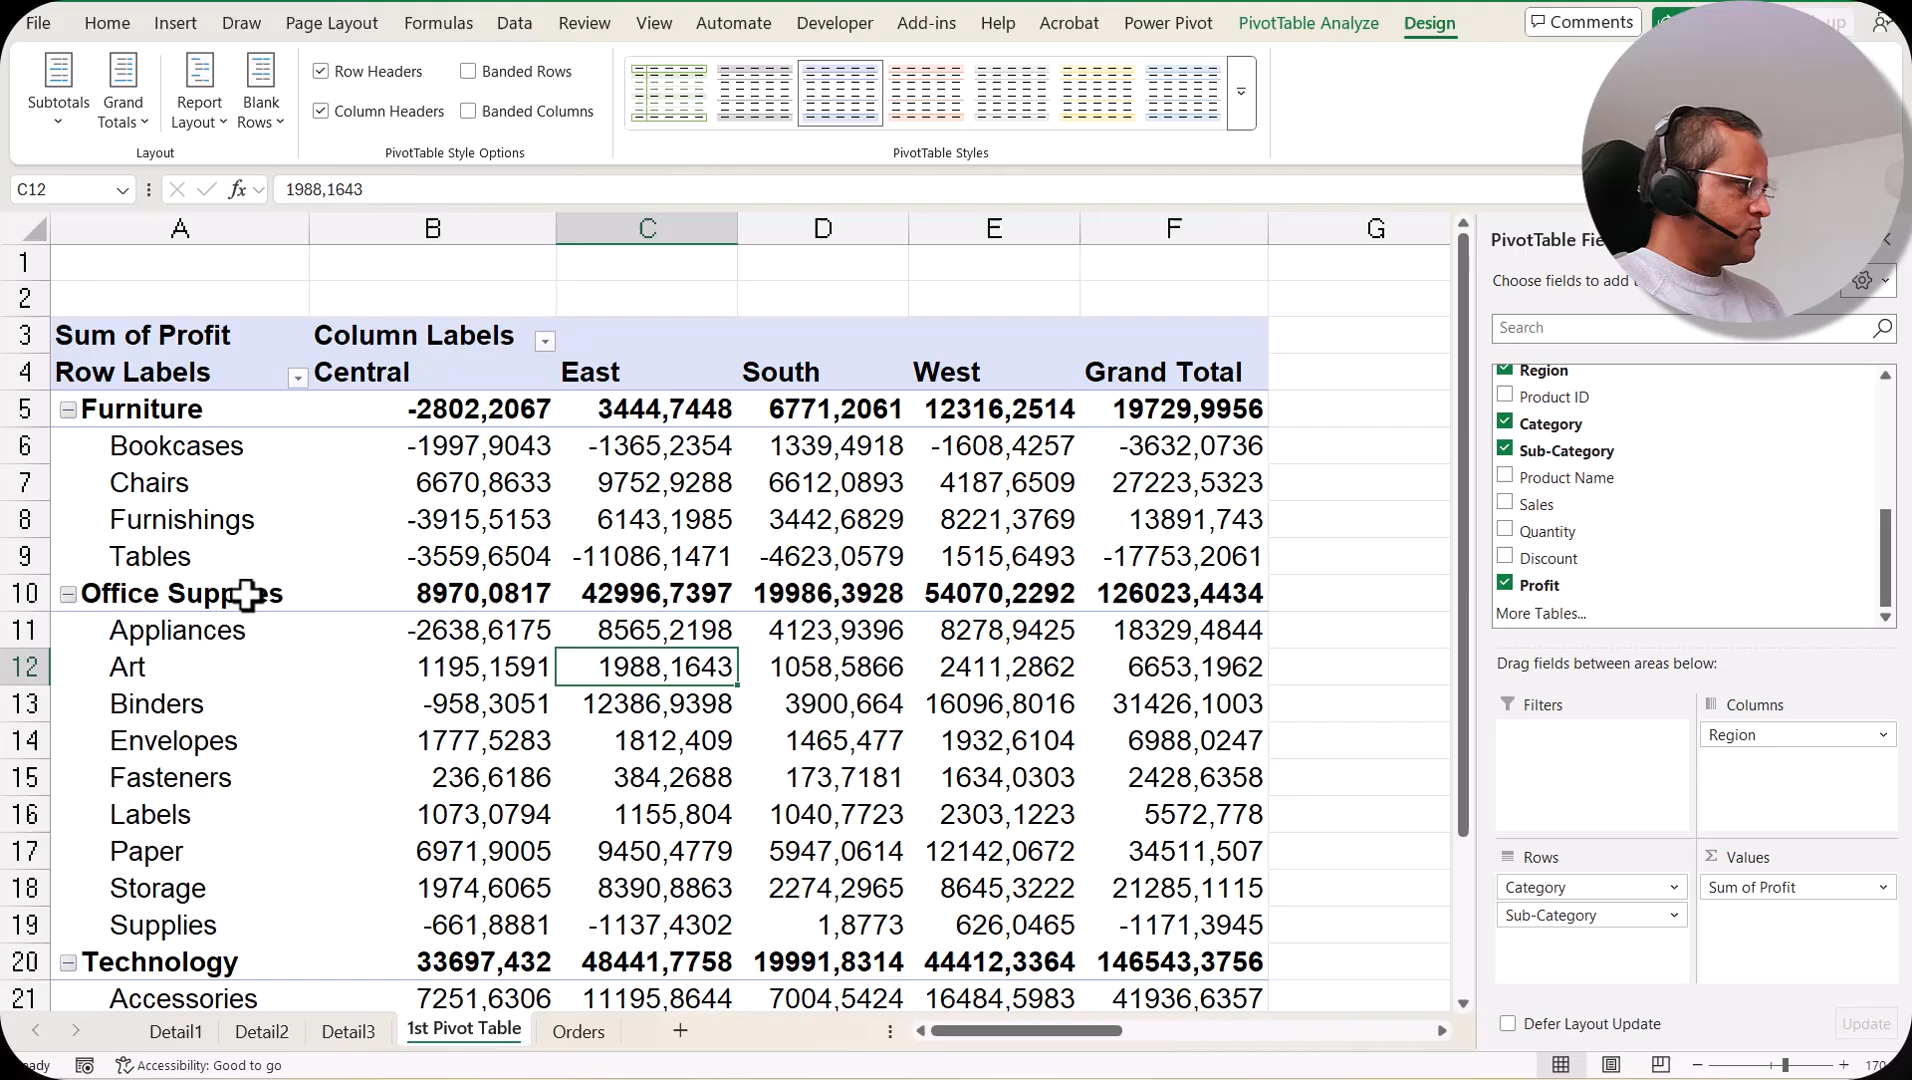 File Home Insert Draw Page Layout Formulas Data Review View Automate Developer Add-ins Help Acrobat Power Pivot PivotTable Analyze Design Comments
Subtotals Grand Totals Report Layout Blank Rows
Row Headers Banded Rows
Column Headers Banded Columns
Layout PivotTable Style Options PivotTable Styles
C12 fx 1988,1643
A B C D E F G
1
2
3 Sum of Profit Column Labels
4 Row Labels Central East South West Grand Total
5 Furniture -2802,2067 3444,7448 6771,2061 12316,2514 19729,9956
6 Bookcases -1997,9043 -1365,2354 1339,4918 -1608,4257 -3632,0736
7 Chairs 6670,8633 9752,9288 6612,0893 4187,6509 27223,5323
8 Furnishings -3915,5153 6143,1985 3442,6829 8221,3769 13891,743
9 Tables -3559,6504 -11086,1471 -4623,0579 1515,6493 -17753,2061
10 Office Supplies 8970,0817 42996,7397 19986,3928 54070,2292 126023,4434
11 Appliances -2638,6175 8565,2198 4123,9396 8278,9425 18329,4844
12 Art 1195,1591 1988,1643 1058,5866 2411,2862 6653,1962
13 Binders -958,3051 12386,9398 3900,664 16096,8016 31426,1003
14 Envelopes 1777,5283 1812,409 1465,477 1932,6104 6988,0247
15 Fasteners 236,6186 384,2688 173,7181 1634,0303 2428,6358
16 Labels 1073,0794 1155,804 1040,7723 2303,1223 5572,778
17 Paper 6971,9005 9450,4779 5947,0614 12142,0672 34511,507
18 Storage 1974,6065 8390,8863 2274,2965 8645,3222 21285,1115
19 Supplies -661,8881 -1137,4302 1,8773 626,0465 -1171,3945
20 Technology 33697,432 48441,7758 19991,8314 44412,3364 146543,3756
21 Accessories 7251,6306 11195,8644 7004,5424 16484,5983 41936,6357
Detail1 Detail2 Detail3 1st Pivot Table Orders
Accessibility: Good to go
PivotTable
Choose fields to add
Search
Region
Product ID
Category
Sub-Category
Product Name
Sales
Quantity
Discount
Profit
More Tables...
Drag fields between areas below:
Filters Columns
Region
Rows Values
Category Sum of Profit
Sub-Category
Defer Layout Update Update